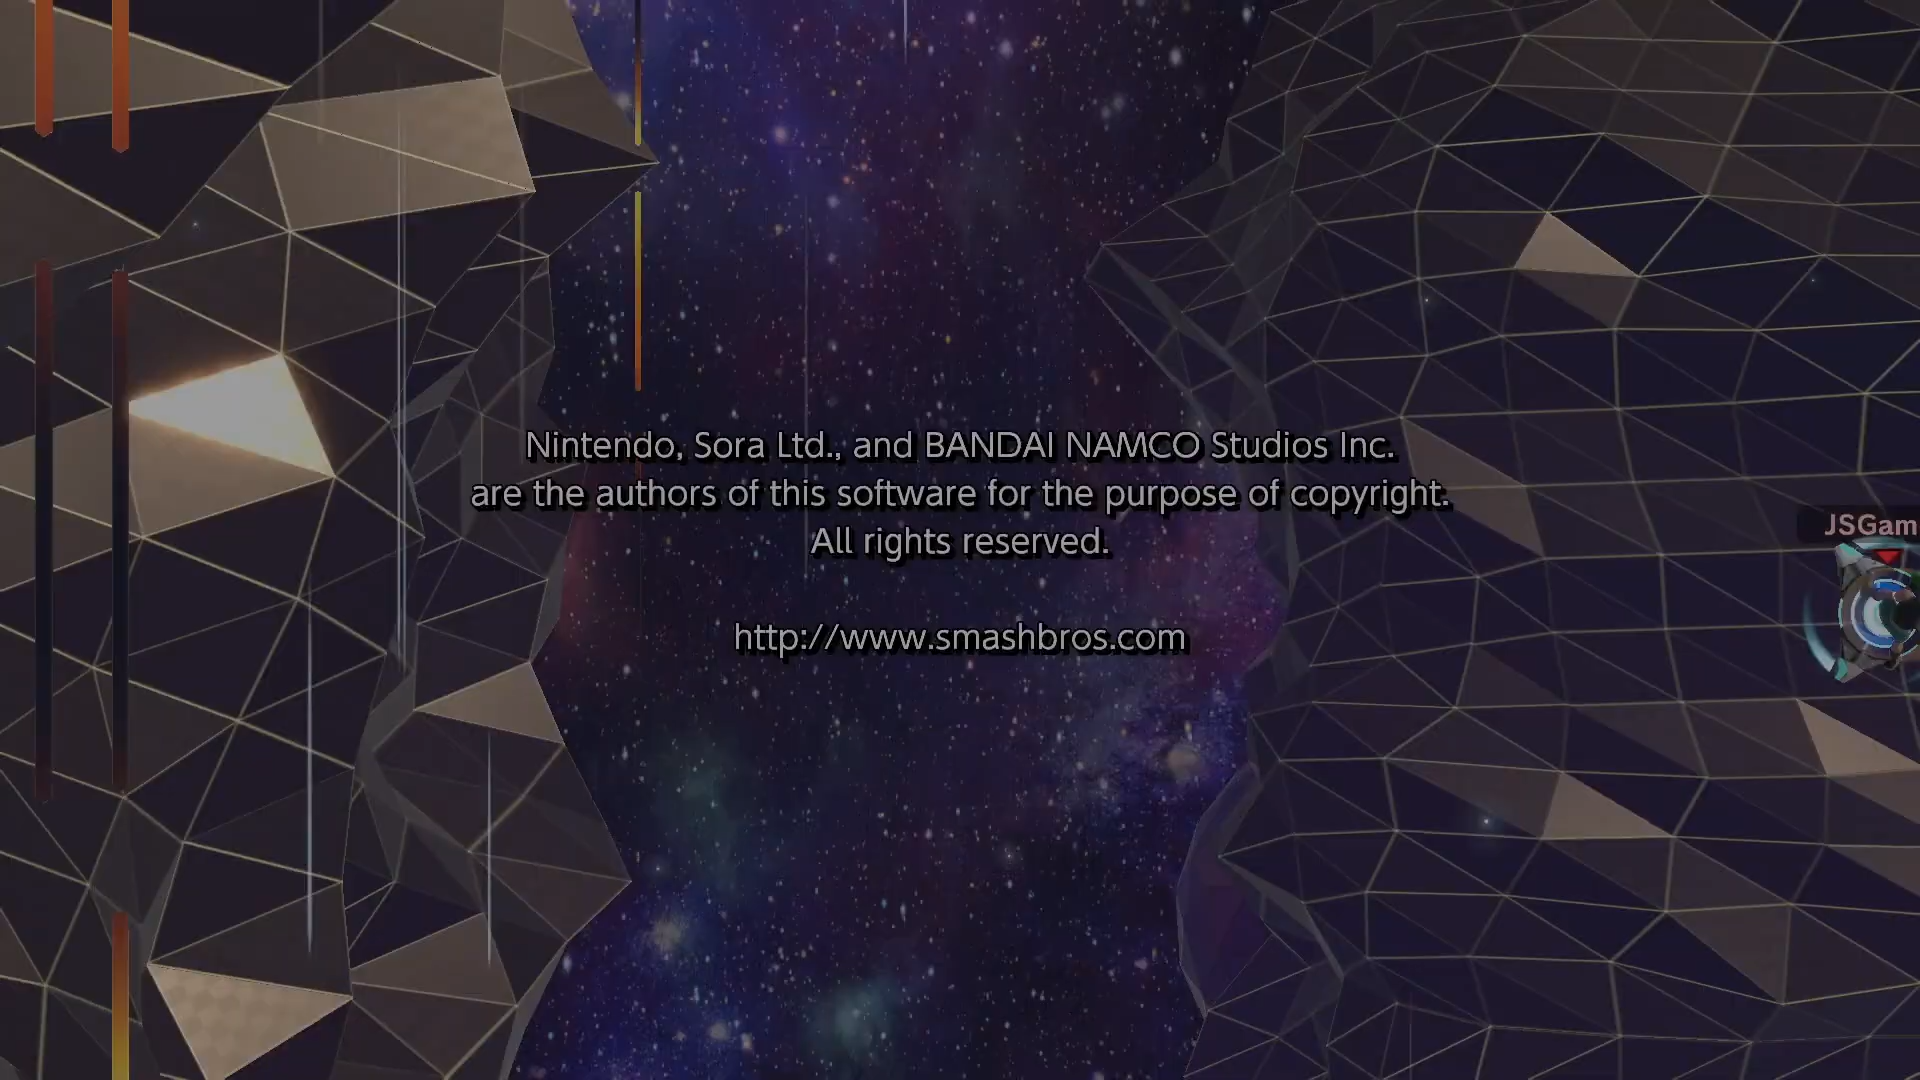 Nintendo, Sora Ltd., and BANDAI NAMCO Studios Inc.
are the authors of this software for the purpose of copyright.
All rights reserved.
http://www.smashbros.com
JSGam